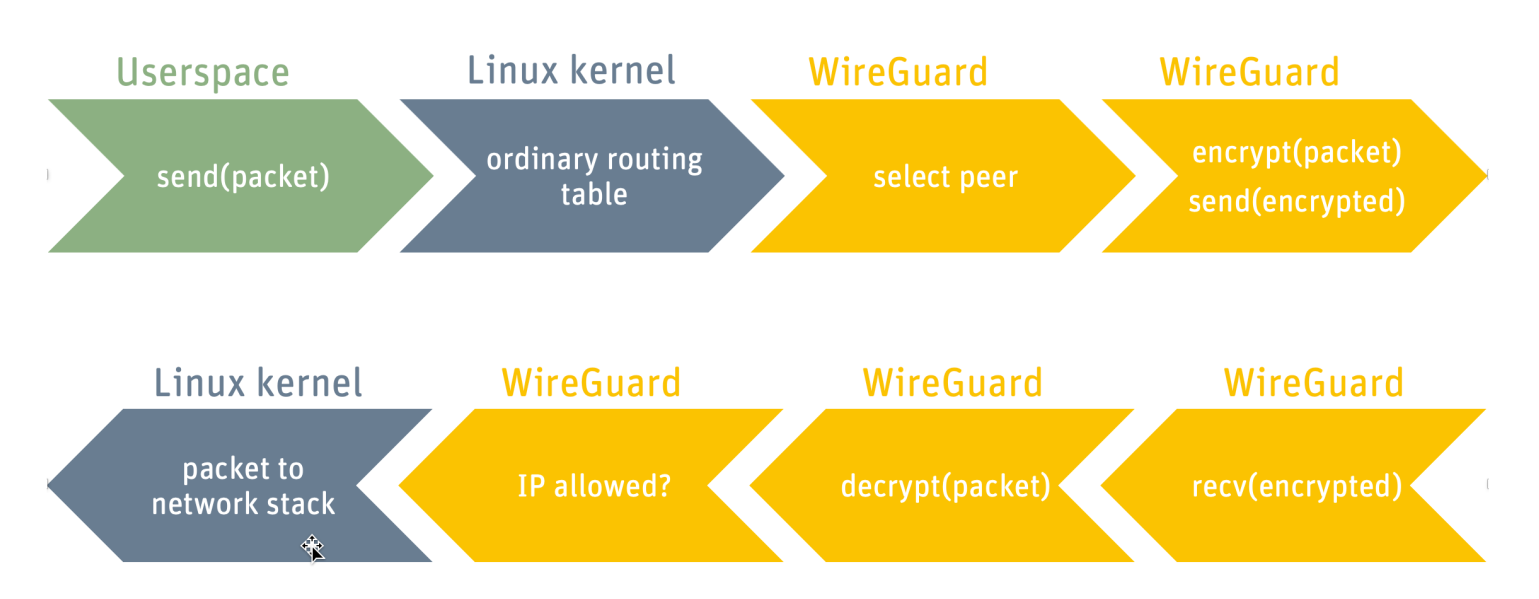 Userspace
Linux kernel
WireGuard
WireGuard
send(packet)
ordinary routing
table
select peer
encrypt(packet)
send(encrypted)
Linux kernel
WireGuard
WireGuard
WireGuard
packet to
network stack
IP allowed?
decrypt(packet)
recv(encrypted)